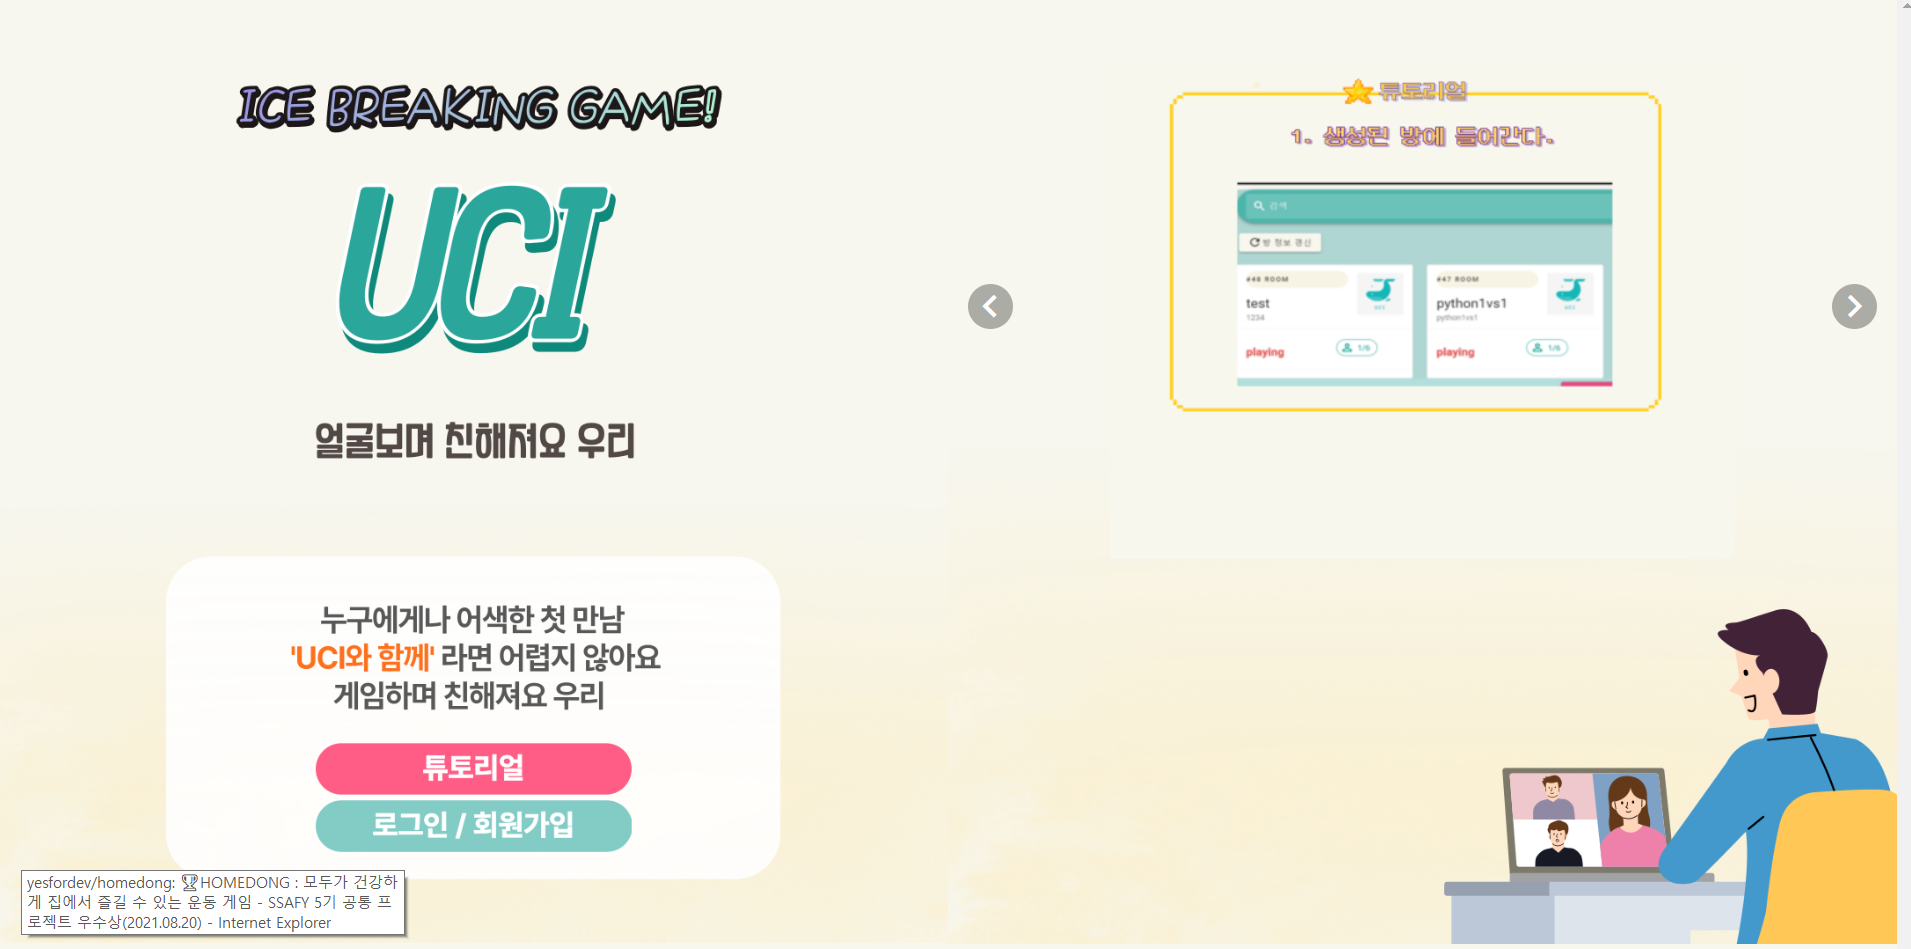 ICE BREAKING GAME!
UCI
얼굴보며 친해져요 우리
누구에게나 어색한 첫 만남
'UCI와 함께' 라면 어렵지 않아요
게임하며 친해져요 우리
튜토리얼
로그인 / 회원가입
yesfordev/homedong: 🏆HOMEDONG : 모두가 건강하
게 집에서 즐길 수 있는 운동 게임 - SSAFY 5기 공통 프
로젝트 우수상(2021.08.20) - Internet Explorer
튜토리얼
1. 생성된 방에 들어간다.
검색
방 정보 갱신
#48 ROOM
test
1234
playing
1/6
#47 ROOM
python1vs1
python1vs1
playing
1/6